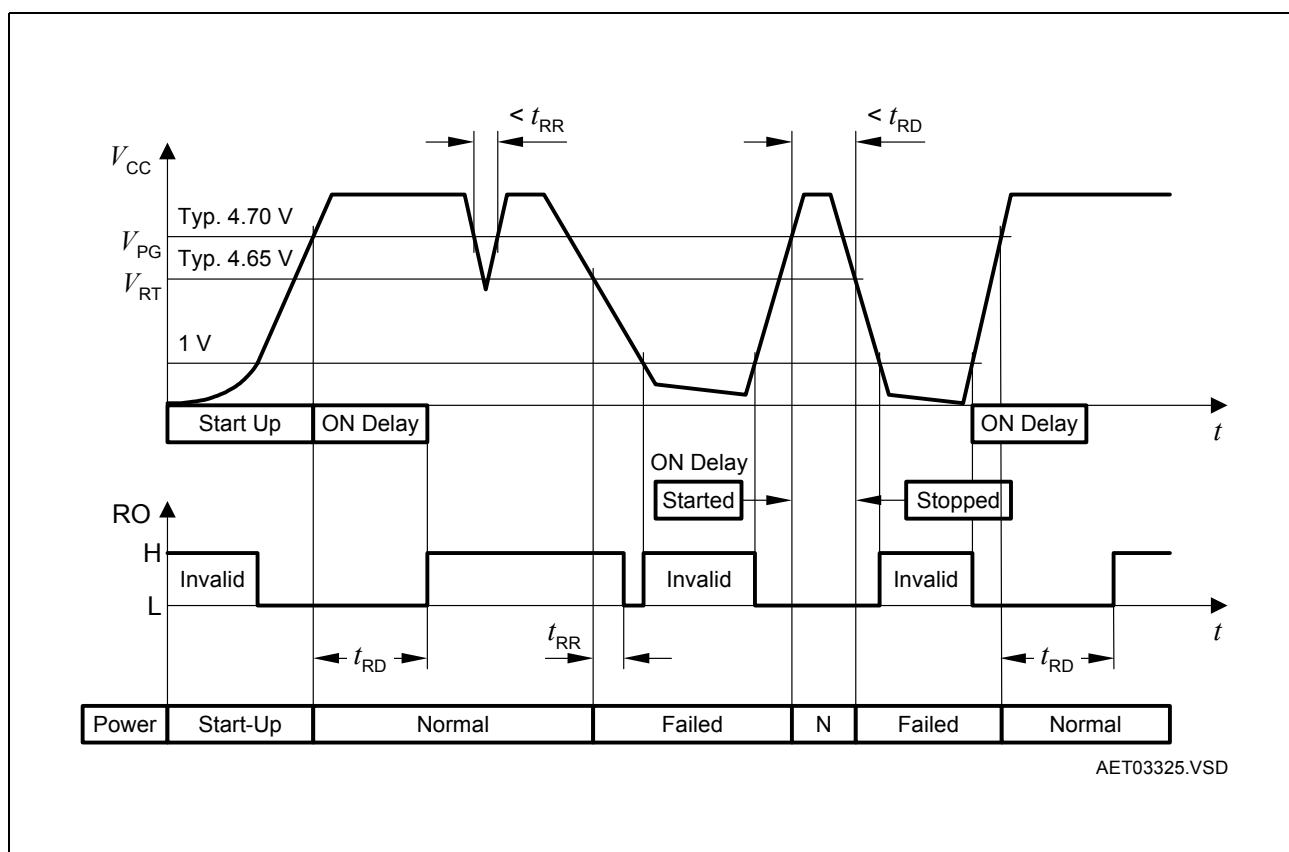 < tRR
< tRD
VCC
Typ. 4.70 V
VPG
Typ. 4.65 V
VRT
1 V
Start Up
ON Delay
ON Delay
t
ON Delay
Started
Stopped
RO
H
Invalid
Invalid
Invalid
L
t
tRR
tRD
tRD
Power
Start-Up
Normal
Failed
N
Failed
Normal
AET03325.VSD